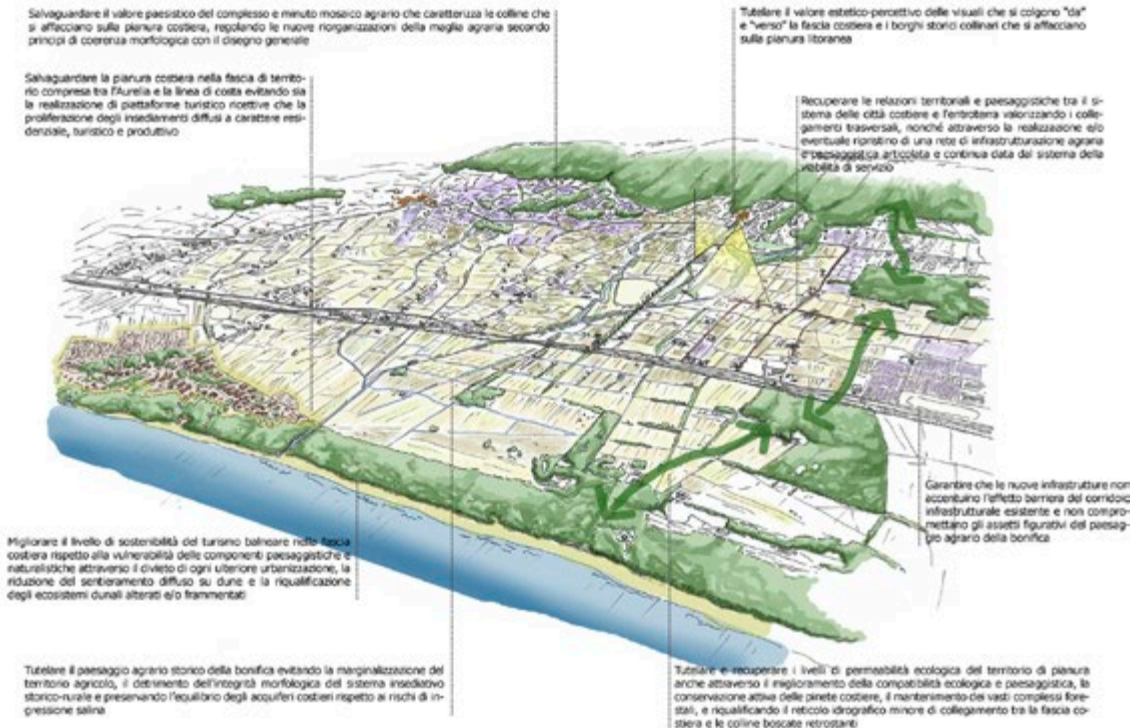 Salvaguardare il valore paesistico del complesso e minuto mosaico agrario che caratterizza le colline che
si affacciano sulla pianura costiera, regolando le nuove riorganizzazioni della maglia agraria secondo
principi di coerenza morfologica con il disegno generale
Tutelare il valore estetico-percettivo delle visuali che si colgono "da"
e "verso" la fascia costiera e i borghi storici collinari che si affacciano
sulla pianura litoranea
Salvaguardare la pianura costiera nella fascia di territo-
rio compresa tra l'Aurelia e la linea di costa evitando sia
la realizzazione di piattaforme turistico ricettive che la
proliferazione degli insediamenti diffusi a carattere resi-
denziale, turistico e produttivo
Recuperare le relazioni territoriali e paesaggistiche tra il si-
stema delle città costiere e l'entroterra valorizzando i colle-
gamenti trasversali, nonché attraverso la realizzazione e/o
eventuale ripristino di una rete di infrastrutturazione agraria
e paesaggistica articolata e continua data dal sistema della
viabilità di servizio
Garantire che le nuove infrastrutture non
accentuino l'effetto barriera del corridoio
infrastrutturale esistente e non compro-
mettano gli assetti figurativi del paesag-
gio agrario della bonifica
Migliorare il livello di sostenibilità del turismo balneare nella fascia
costiera rispetto alla vulnerabilità delle componenti paesaggistiche e
naturalistiche attraverso il divieto di ogni ulteriore urbanizzazione, la
riduzione del sentieramento diffuso su dune e la riqualificazione
degli ecosistemi dunali alterati e/o frammentati
Tutelare il paesaggio agrario storico della bonifica evitando la marginalizzazione del
territorio agricolo, il detrimento dell'integrità morfologica del sistema insediativo
storico-rurale e preservando l'equilibrio degli acquiferi costieri rispetto ai rischi di in-
gressione salina
Tutelare e recuperare i livelli di permeabilità ecologica del territorio di pianura
anche attraverso il miglioramento della compatibilità ecologica e paesaggistica, la
conservazione attiva delle pinete costiere, il mantenimento dei vasti complessi fore-
stali, e riqualificando il reticolo idrografico minore di collegamento tra la fascia co-
stiera e le colline boscate retrostanti